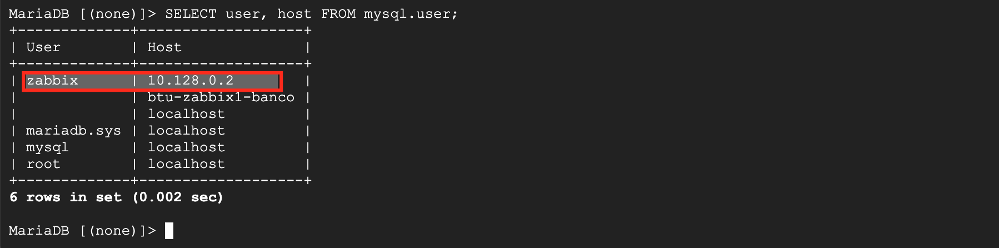 MariaDB [(none)]> SELECT user, host FROM mysql.user;
+-------------+-------------------+
| User        | Host              |
+-------------+-------------------+
| zabbix      | 10.128.0.2        |
|             | btu-zabbix1-banco |
|             | localhost         |
| mariadb.sys | localhost         |
| mysql       | localhost         |
| root        | localhost         |
+-------------+-------------------+
6 rows in set (0.002 sec)
MariaDB [(none)]>